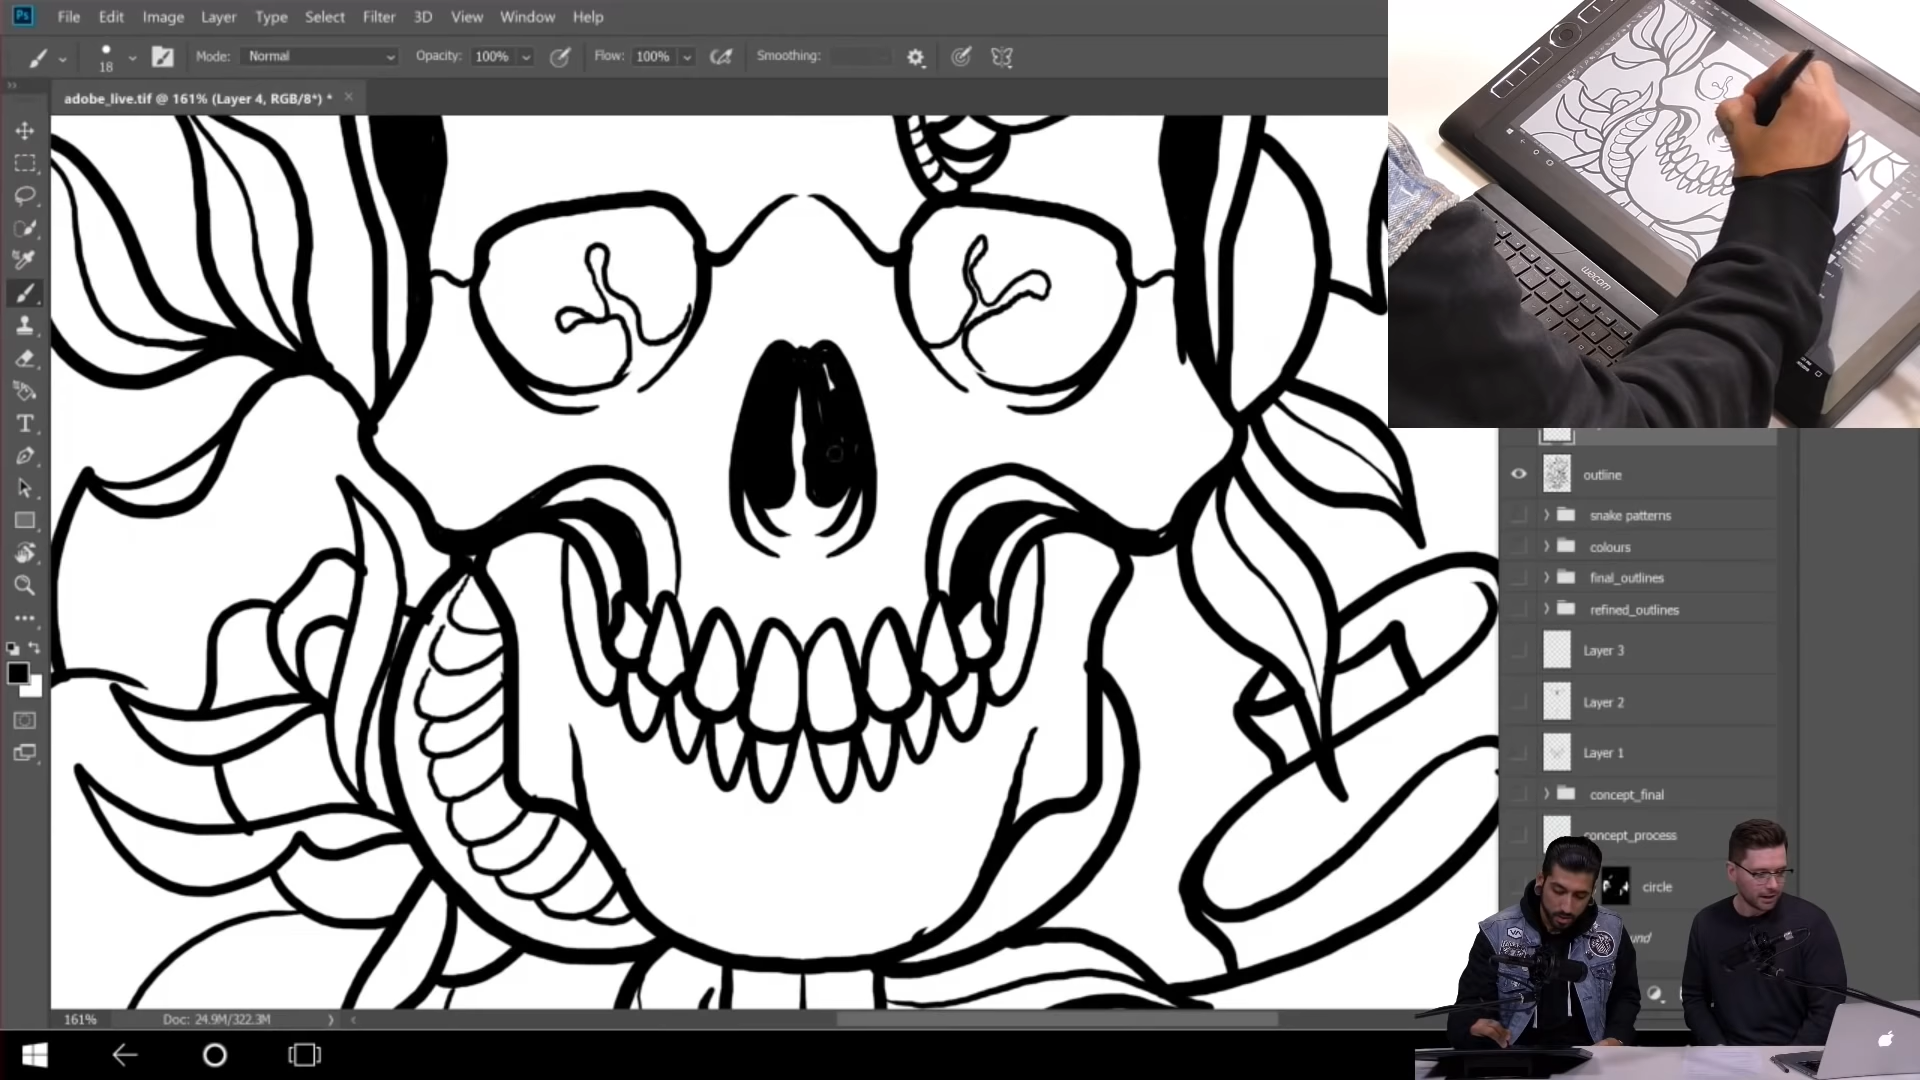 Ps File Edit Image Layer Type Select Filter 3D View Window Help
18 Mode: Normal Opacity: 100% Flow: 100% Smoothing:
adobe_live.tif @ 161% (Layer 4, RGB/8*) * ×
T
outline
snake patterns
colours
final_outlines
refined_outlines
Layer 3
Layer 2
Layer 1
concept_final
concept_process
circle
161% Doc: 24.9M/322.3M
wacom